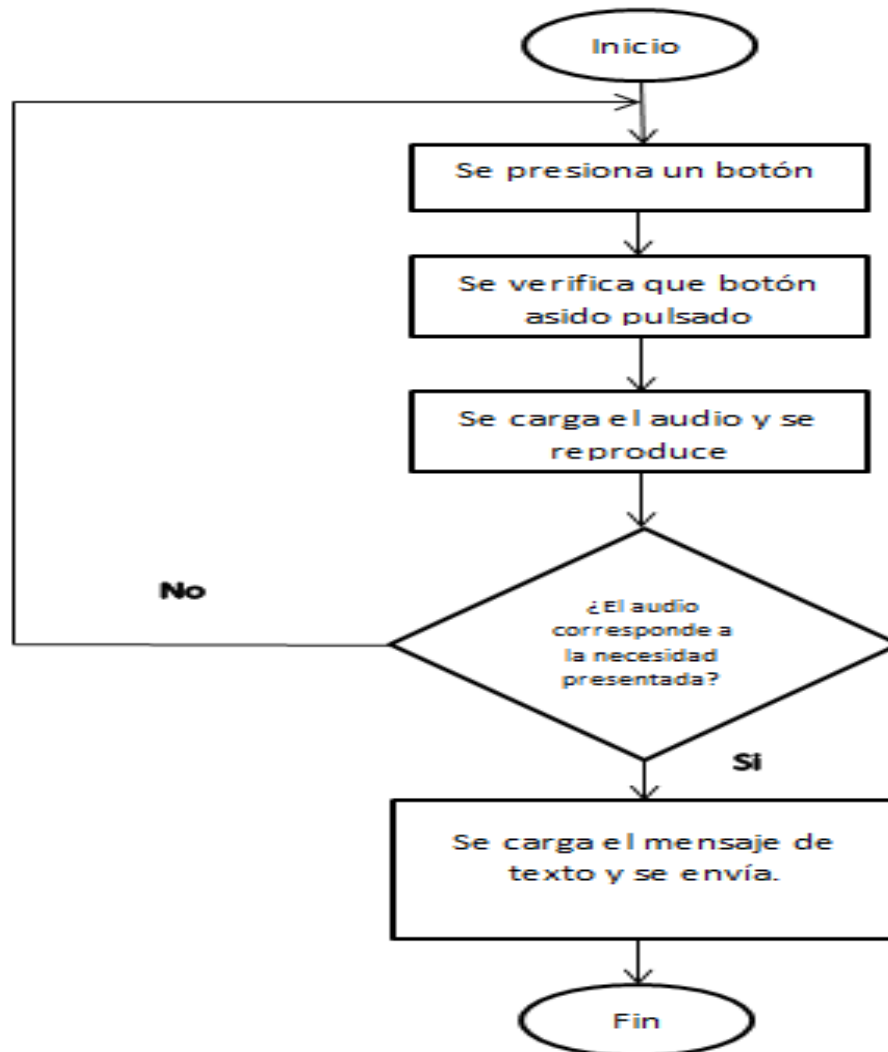 Inicio
Se presiona un botón
Se verifica que botón
asido pulsado
Se carga el audio y se
reproduce
No
¿El audio
corresponde a
la necesidad
presentada?
Si
Se carga el mensaje de
texto y se envía.
Fin